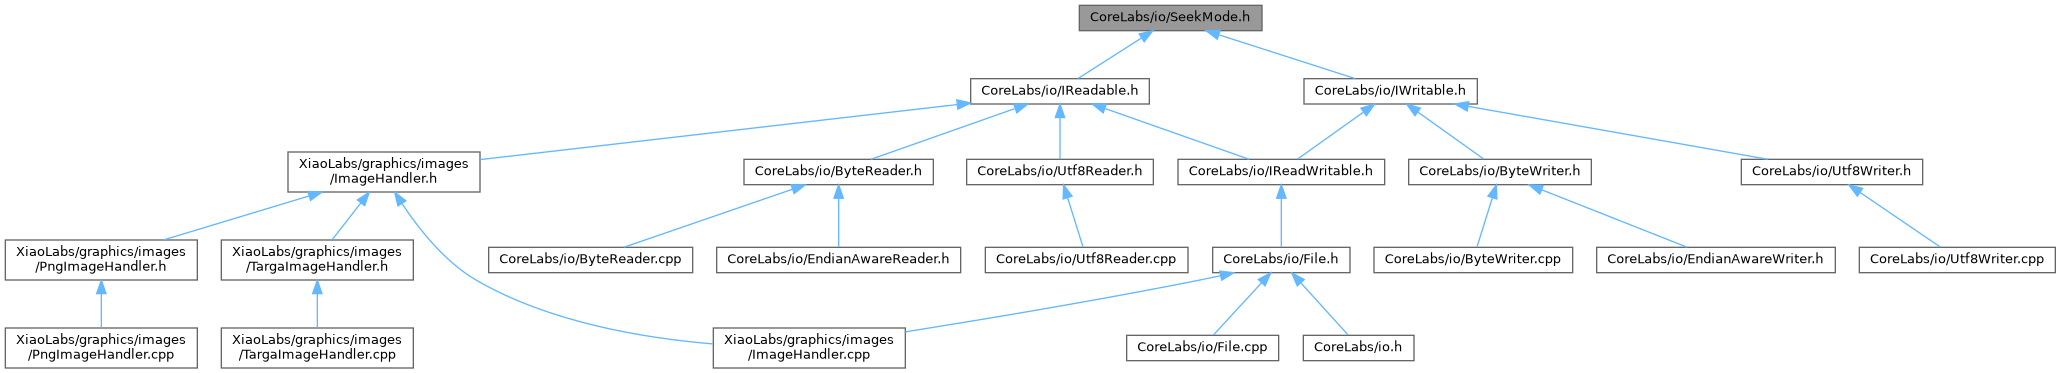 CoreLabs/io/SeekMode.h
CoreLabs/io/IReadable.h
CoreLabs/io/IWritable.h
XiaoLabs/graphics/images
/ImageHandler.h
CoreLabs/io/ByteReader.h
CoreLabs/io/Utf8Reader.h
CoreLabs/io/IReadWritable.h
CoreLabs/io/ByteWriter.h
CoreLabs/io/Utf8Writer.h
XiaoLabs/graphics/images
/PngImageHandler.h
XiaoLabs/graphics/images
/TargaImageHandler.h
CoreLabs/io/ByteReader.cpp
CoreLabs/io/EndianAwareReader.h
CoreLabs/io/Utf8Reader.cpp
CoreLabs/io/File.h
CoreLabs/io/ByteWriter.cpp
CoreLabs/io/EndianAwareWriter.h
CoreLabs/io/Utf8Writer.cpp
XiaoLabs/graphics/images
/PngImageHandler.cpp
XiaoLabs/graphics/images
/TargaImageHandler.cpp
XiaoLabs/graphics/images
/ImageHandler.cpp
CoreLabs/io/File.cpp
CoreLabs/io.h